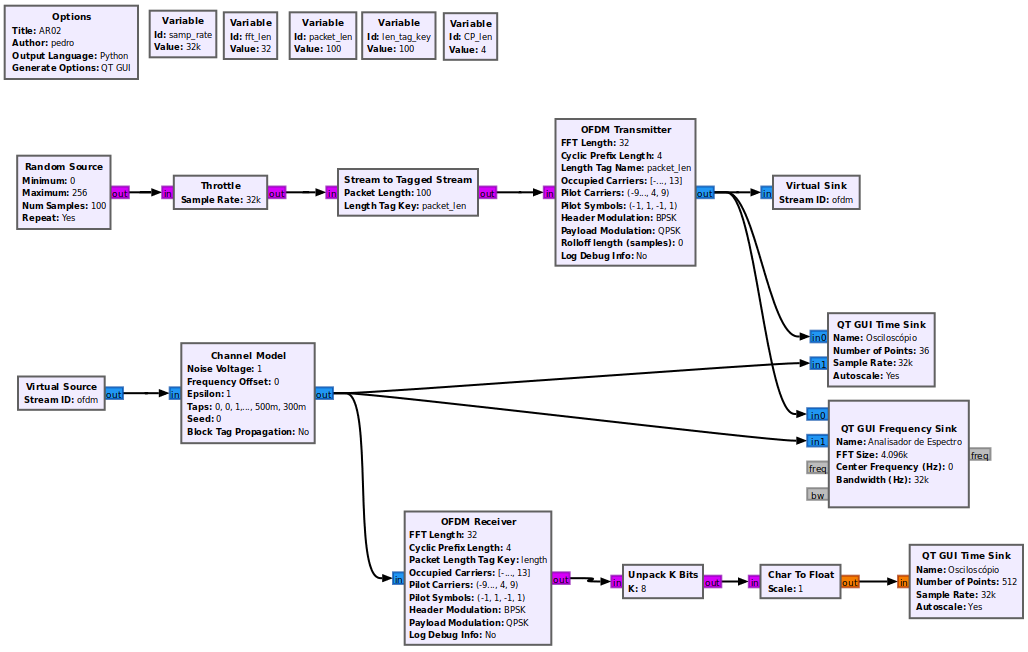 Options
Title: AR02
Author: pedro
Output Language: Python
Generate Options: QT GUI
Variable
Id: samp_rate
Value: 32k
Variable
Id: fft_len
Value: 32
Variable
Id: packet_len
Value: 100
Variable
Id: len_tag_key
Value: 100
Variable
Id: CP_len
Value: 4
Random Source
Minimum: 0
Maximum: 256
Num Samples: 100
Repeat: Yes
out
in
Throttle
Sample Rate: 32k
out
in
Stream to Tagged Stream
Packet Length: 100
Length Tag Key: packet_len
out
in
OFDM Transmitter
FFT Length: 32
Cyclic Prefix Length: 4
Length Tag Name: packet_len
Occupied Carriers: [-..., 13]
Pilot Carriers: (-9..., 4, 9)
Pilot Symbols: (-1, 1, -1, 1)
Header Modulation: BPSK
Payload Modulation: QPSK
Rolloff length (samples): 0
Log Debug Info: No
out
in
Virtual Sink
Stream ID: ofdm
in0
in1
QT GUI Time Sink
Name: Osciloscópio
Number of Points: 36
Sample Rate: 32k
Autoscale: Yes
Virtual Source
Stream ID: ofdm
out
in
Channel Model
Noise Voltage: 1
Frequency Offset: 0
Epsilon: 1
Taps: 0, 0, 1,..., 500m, 300m
Seed: 0
Block Tag Propagation: No
out
in0
in1
freq
bw
QT GUI Frequency Sink
Name: Analisador de Espectro
FFT Size: 4.096k
Center Frequency (Hz): 0
Bandwidth (Hz): 32k
freq
in
OFDM Receiver
FFT Length: 32
Cyclic Prefix Length: 4
Packet Length Tag Key: length
Occupied Carriers: [-..., 13]
Pilot Carriers: (-9..., 4, 9)
Pilot Symbols: (-1, 1, -1, 1)
Header Modulation: BPSK
Payload Modulation: QPSK
Log Debug Info: No
out
in
Unpack K Bits
K: 8
out
in
Char To Float
Scale: 1
out
in
QT GUI Time Sink
Name: Osciloscópio
Number of Points: 512
Sample Rate: 32k
Autoscale: Yes